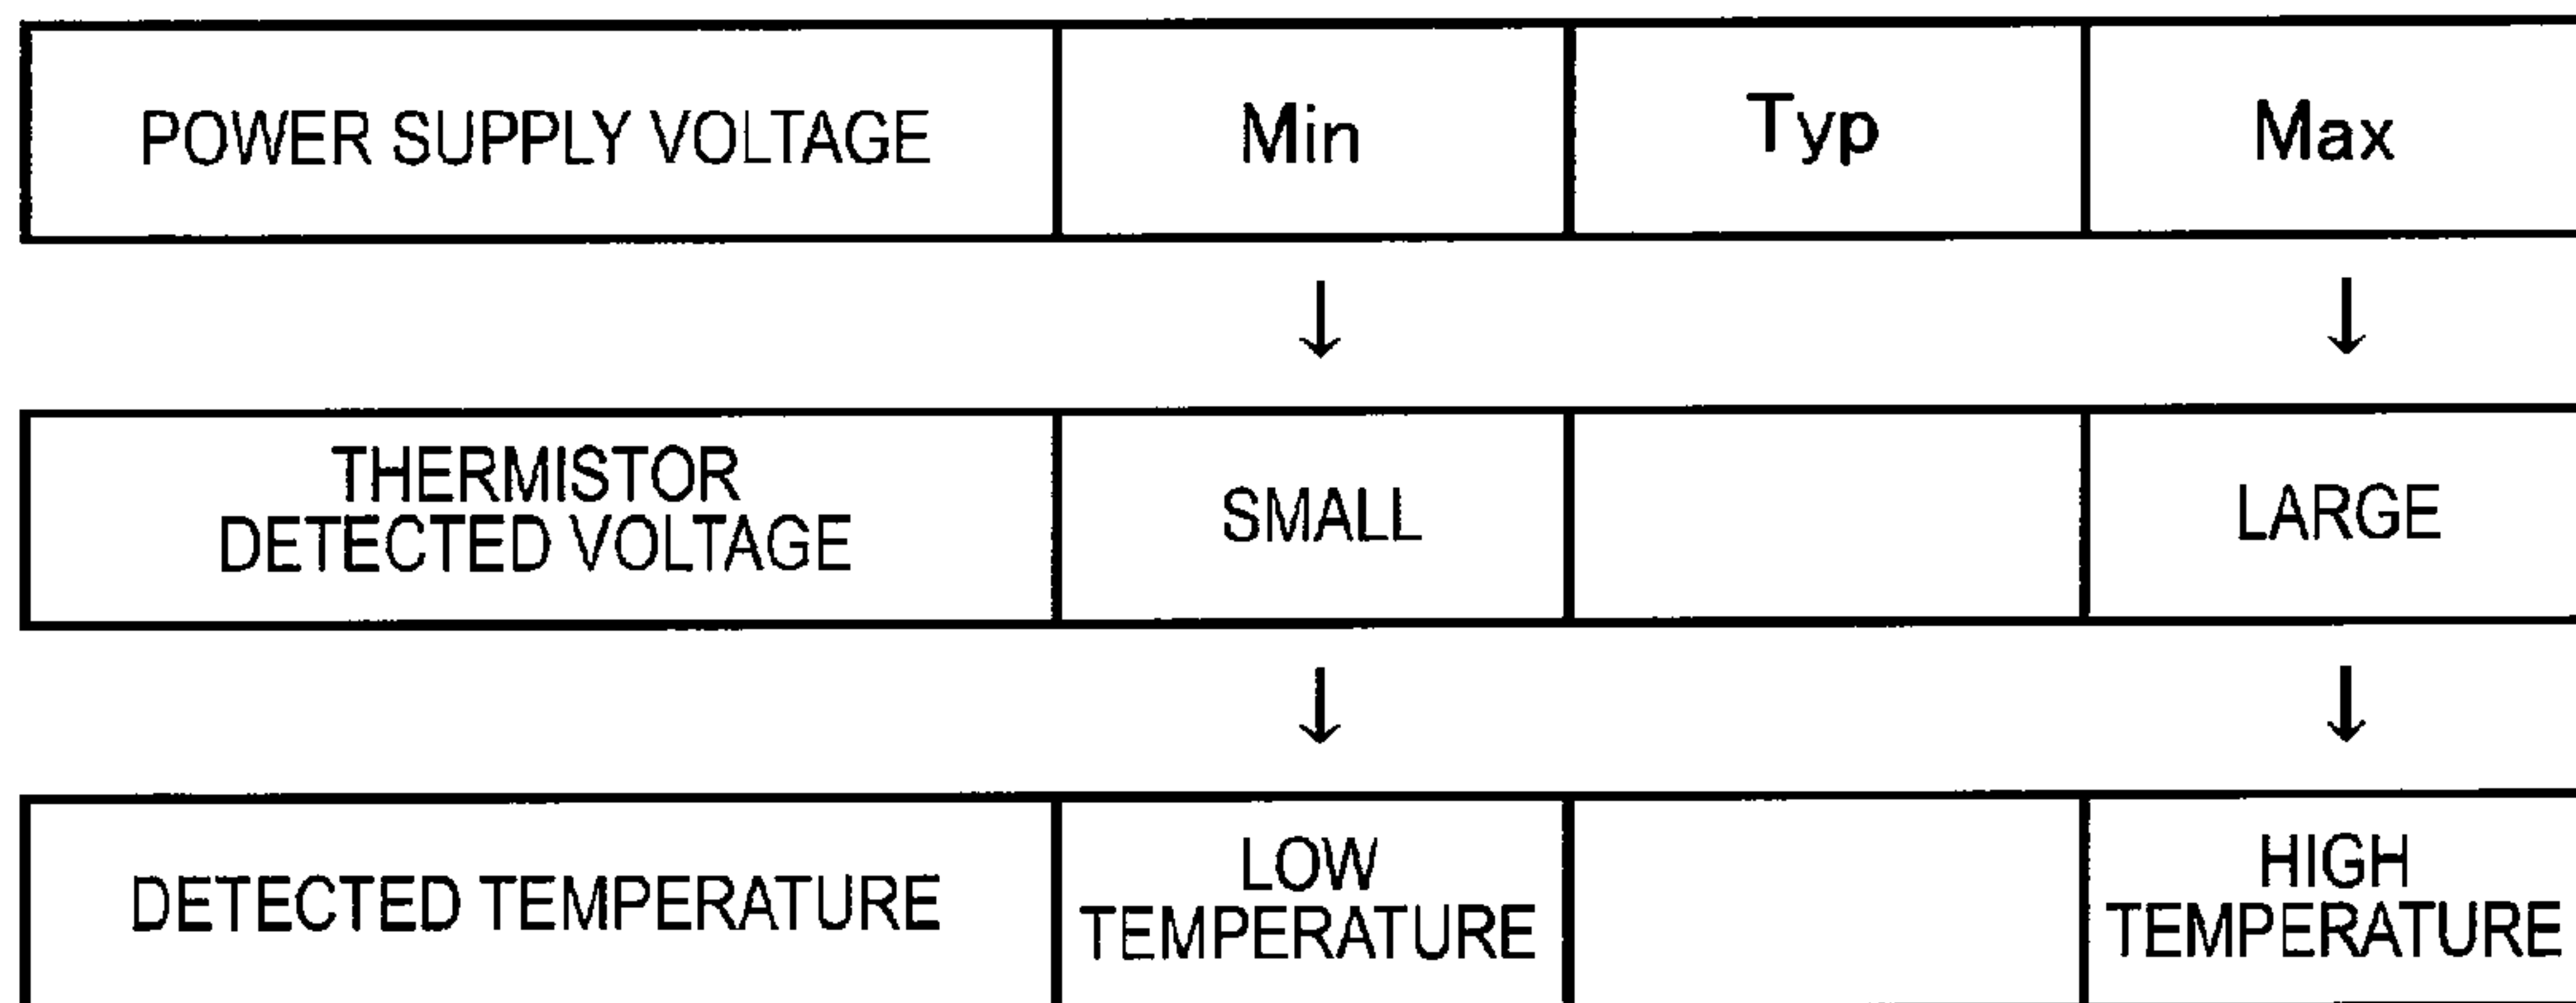 POWER SUPPLY VOLTAGE Min Typ Max
↓ ↓
THERMISTOR
DETECTED VOLTAGE SMALL LARGE
↓ ↓
DETECTED TEMPERATURE LOW
TEMPERATURE HIGH
TEMPERATURE